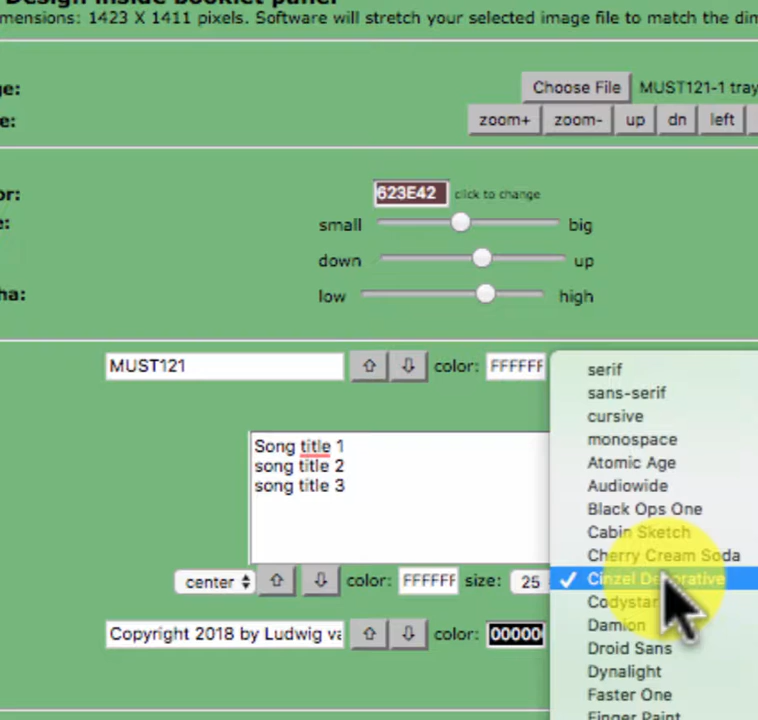 Design inside booklet panel
mensions: 1423 X 1411 pixels. Software will stretch your selected image file to match the dim
ge: Choose File MUST121-1 tray
e: zoom+ zoom- up dn left
or: 623E42 click to change
e: small big
down up
ha: low high
MUST121 color: FFFFFF
serif
sans-serif
cursive
monospace
Atomic Age
Audiowide
Black Ops One
Cabin Sketch
Cherry Cream Soda
Cinzel Decorative
Codystar
Damion
Droid Sans
Dynalight
Faster One
Finger Paint
Song title 1
song title 2
song title 3
center color: FFFFFF size: 25
Copyright 2018 by Ludwig va color: 00000